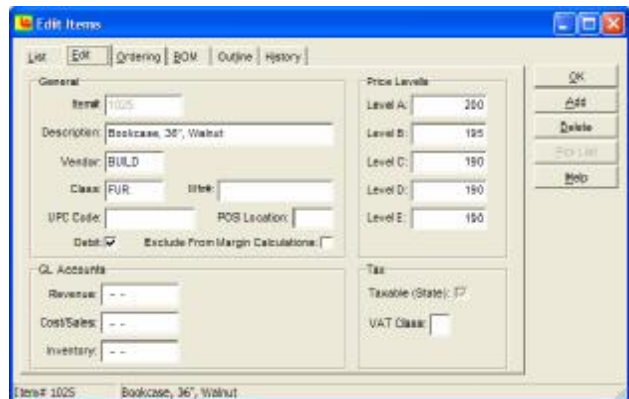 Edit Items
List Edit Ordering BOM Outline History
General
Item#: 1025
Description: Bookcase, 36", Walnut
Vendor: BUILD
Class: FUR Mfr#:
UPC Code: POS Location:
Debit: Exclude From Margin Calculations:
GL Accounts
Revenue: - -
Cost/Sales: - -
Inventory: - -
Price Levels
Level A: 200
Level B: 195
Level C: 190
Level D: 190
Level E: 190
Tax
Taxable (State):
VAT Class:
OK
Add
Delete
Pick List
Help
Item# 1025 Bookcase, 36", Walnut